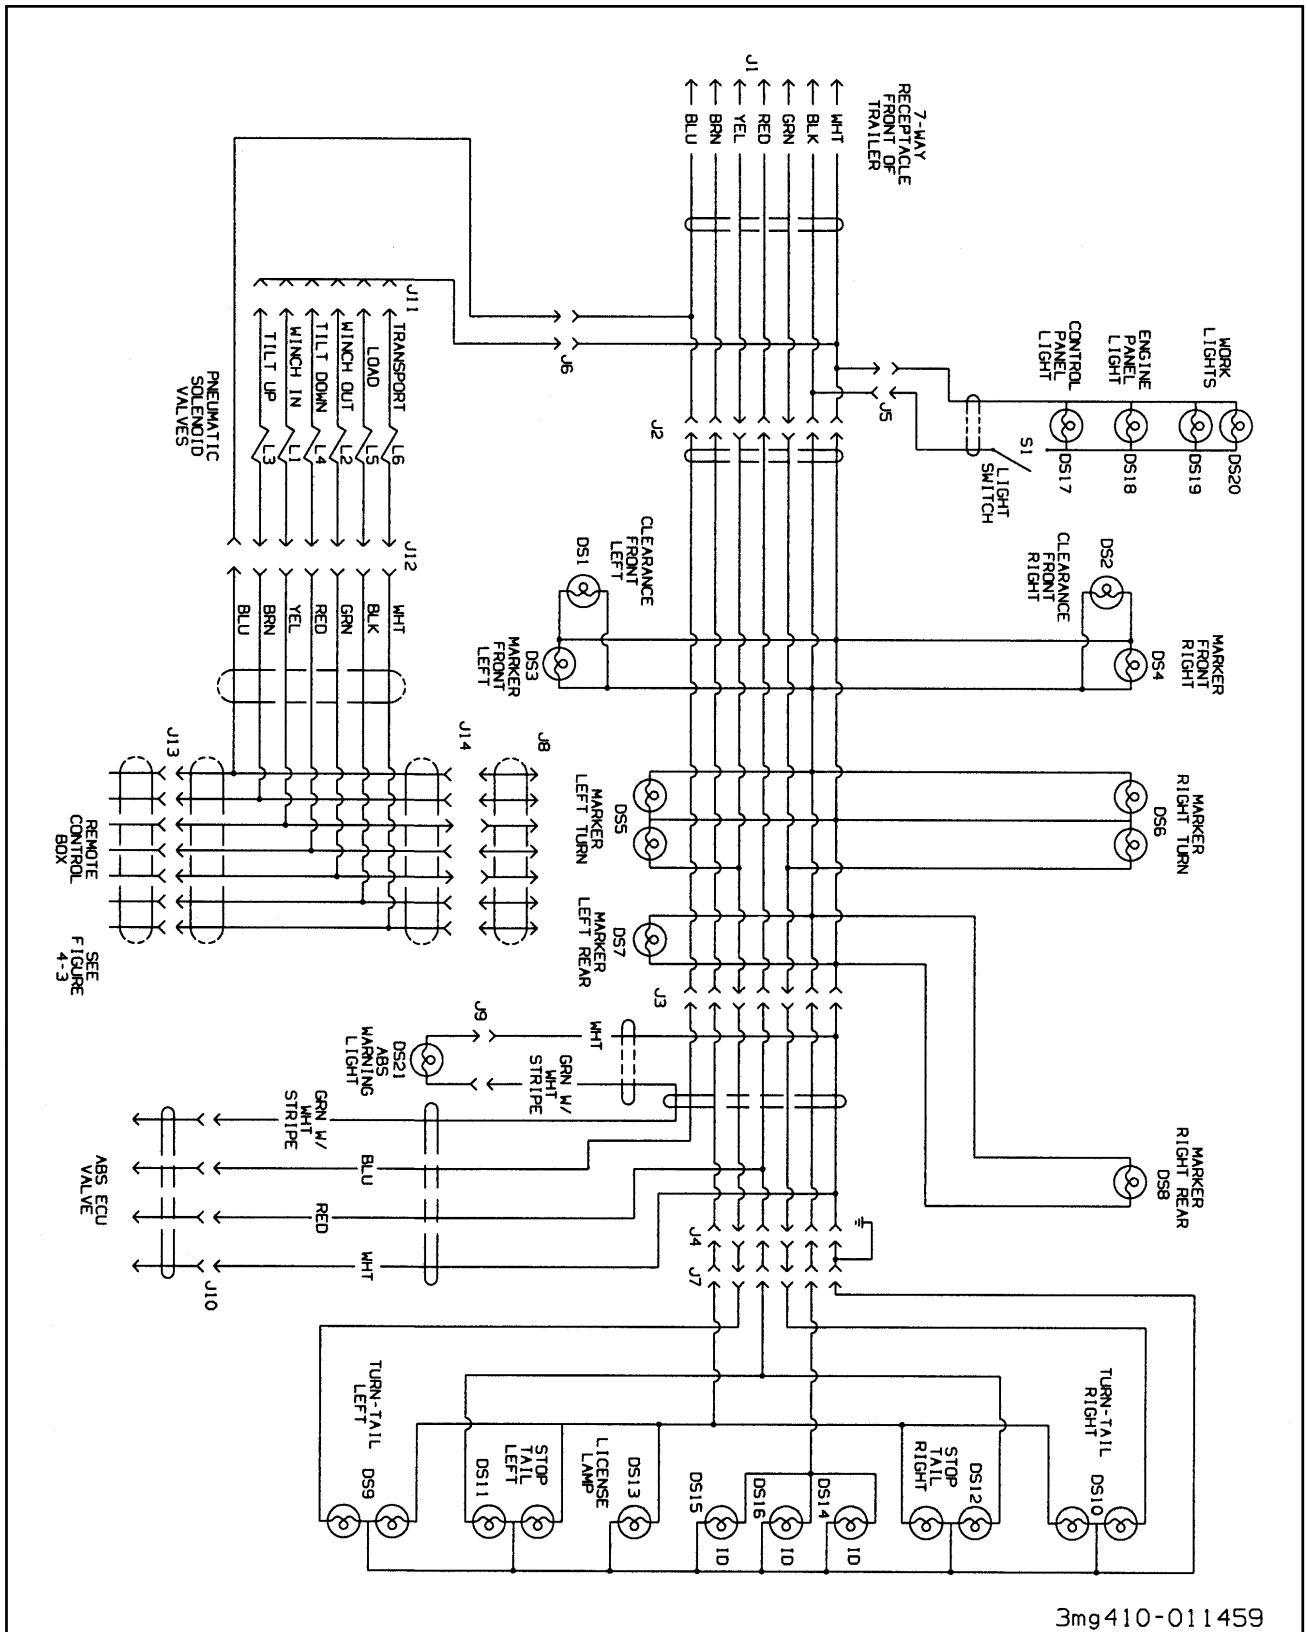 7-WAY
RECEPTACLE
FRONT OF
TRAILER
J1
WHT
BLK
GRN
RED
YEL
BRN
BLU
WORK
LIGHTS
DS20
DS19
ENGINE
PANEL
LIGHT
DS18
CONTROL
PANEL
LIGHT
DS17
S1
LIGHT
SWITCH
J5
J6
J2
J11
TRANSPORT
LOAD
WINCH OUT
TILT DOWN
WINCH IN
TILT UP
L6
L5
L2
L4
L1
L3
PNEUMATIC
SOLENOID
VALVES
J12
WHT
BLK
GRN
RED
YEL
BRN
BLU
DS2
CLEARANCE
FRONT
RIGHT
MARKER
FRONT
RIGHT
DS4
CLEARANCE
FRONT
LEFT
DS1
DS3
MARKER
FRONT
LEFT
MARKER
RIGHT TURN
DS6
DS5
MARKER
LEFT TURN
DS7
MARKER
LEFT REAR
J3
J8
J14
J13
REMOTE
CONTROL
BOX
SEE
FIGURE
4-3
MARKER
RIGHT REAR
DS8
J9
WHT
GRN W/
WHT
STRIPE
DS21
ABS
WARNING
LIGHT
GRN W/
WHT
STRIPE
BLU
RED
WHT
ABS ECU
VALVE
J10
J4
J7
TURN-TAIL
RIGHT
DS10
DS12
STOP
TAIL
RIGHT
DS14
ID
DS16
ID
DS15
ID
DS13
LICENSE
LAMP
STOP
TAIL
LEFT
DS11
TURN-TAIL
LEFT
DS9
3mg410-011459